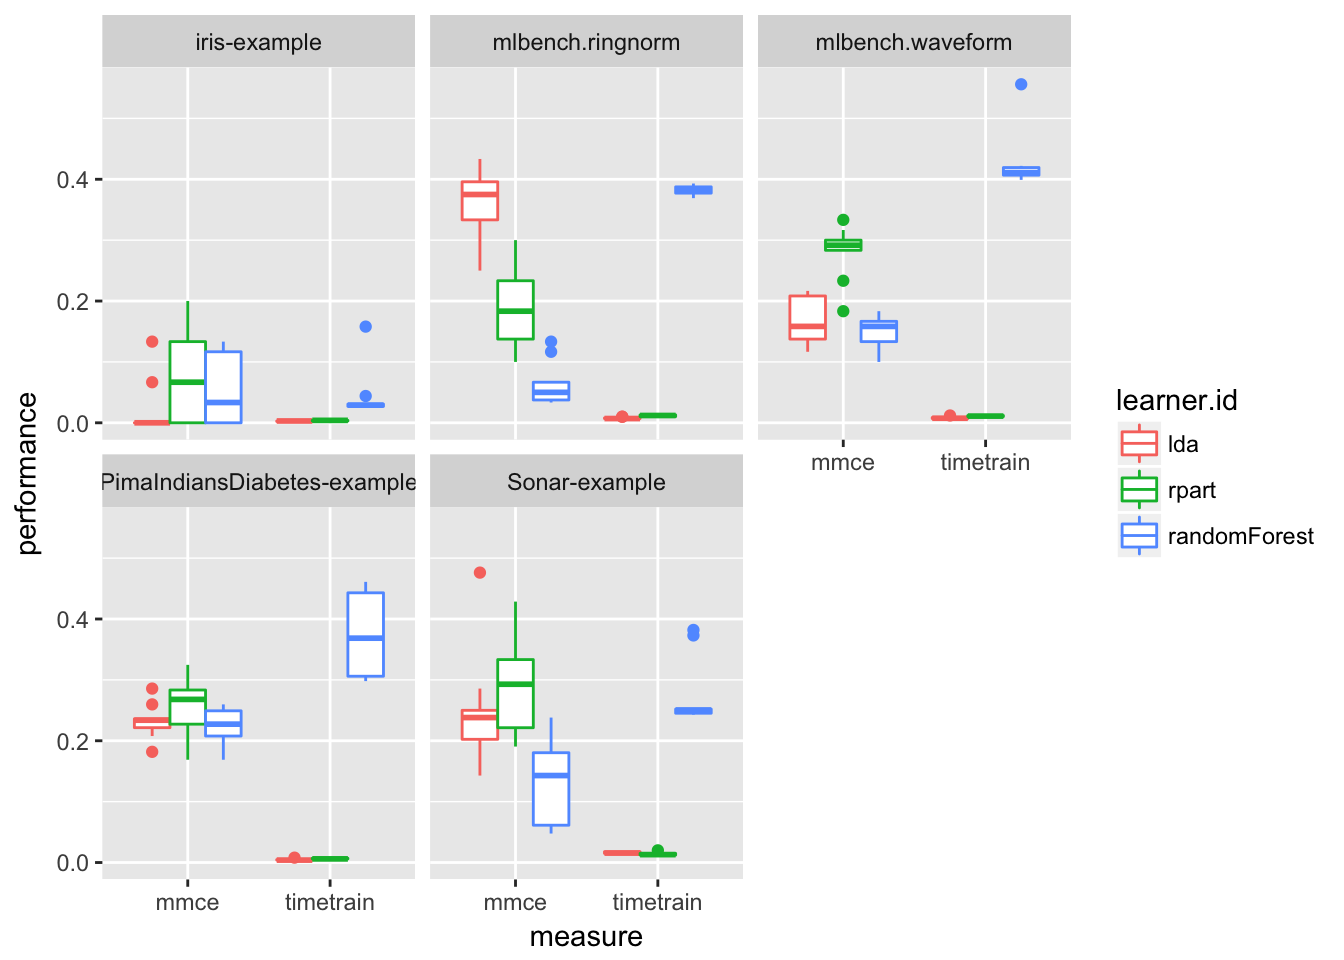 iris-example
mlbench.ringnorm
mlbench.waveform
0.4
0.2
0.0
mmce
timetrain
PimaIndiansDiabetes-example
Sonar-example
0.4
0.2
0.0
mmce
timetrain
mmce
timetrain
measure
performance
learner.id
lda
rpart
randomForest